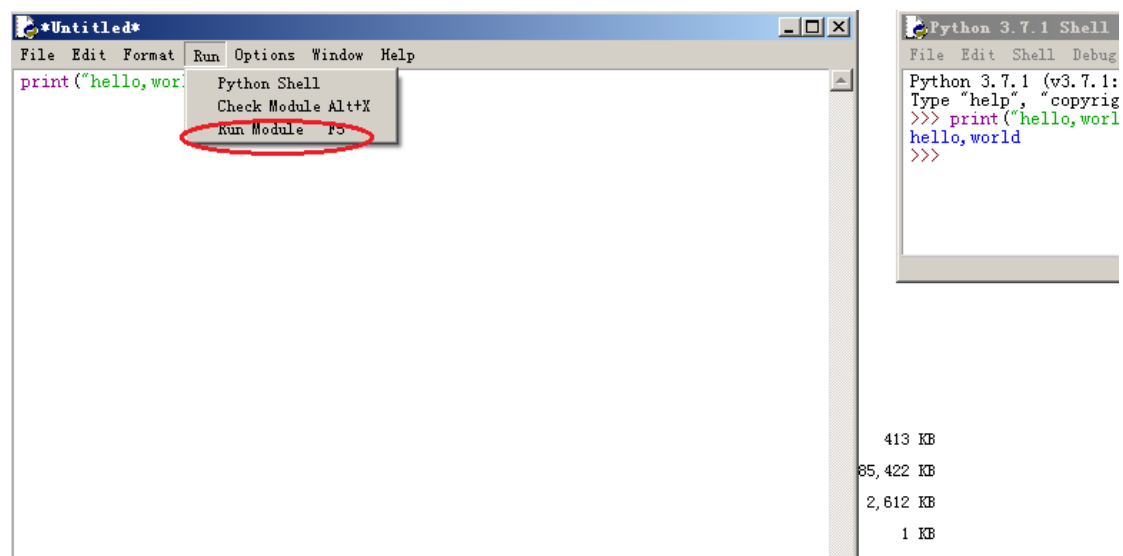 *Untitled*
File Edit Format Run Options Window Help
print("hello,wor
Python Shell
Check Module Alt+X
Run Module F5
Python 3.7.1 Shell
File Edit Shell Debug
Python 3.7.1 (v3.7.1:
Type "help", "copyrig
>>> print("hello,worl
hello,world
>>>
413 KB
85,422 KB
2,612 KB
1 KB